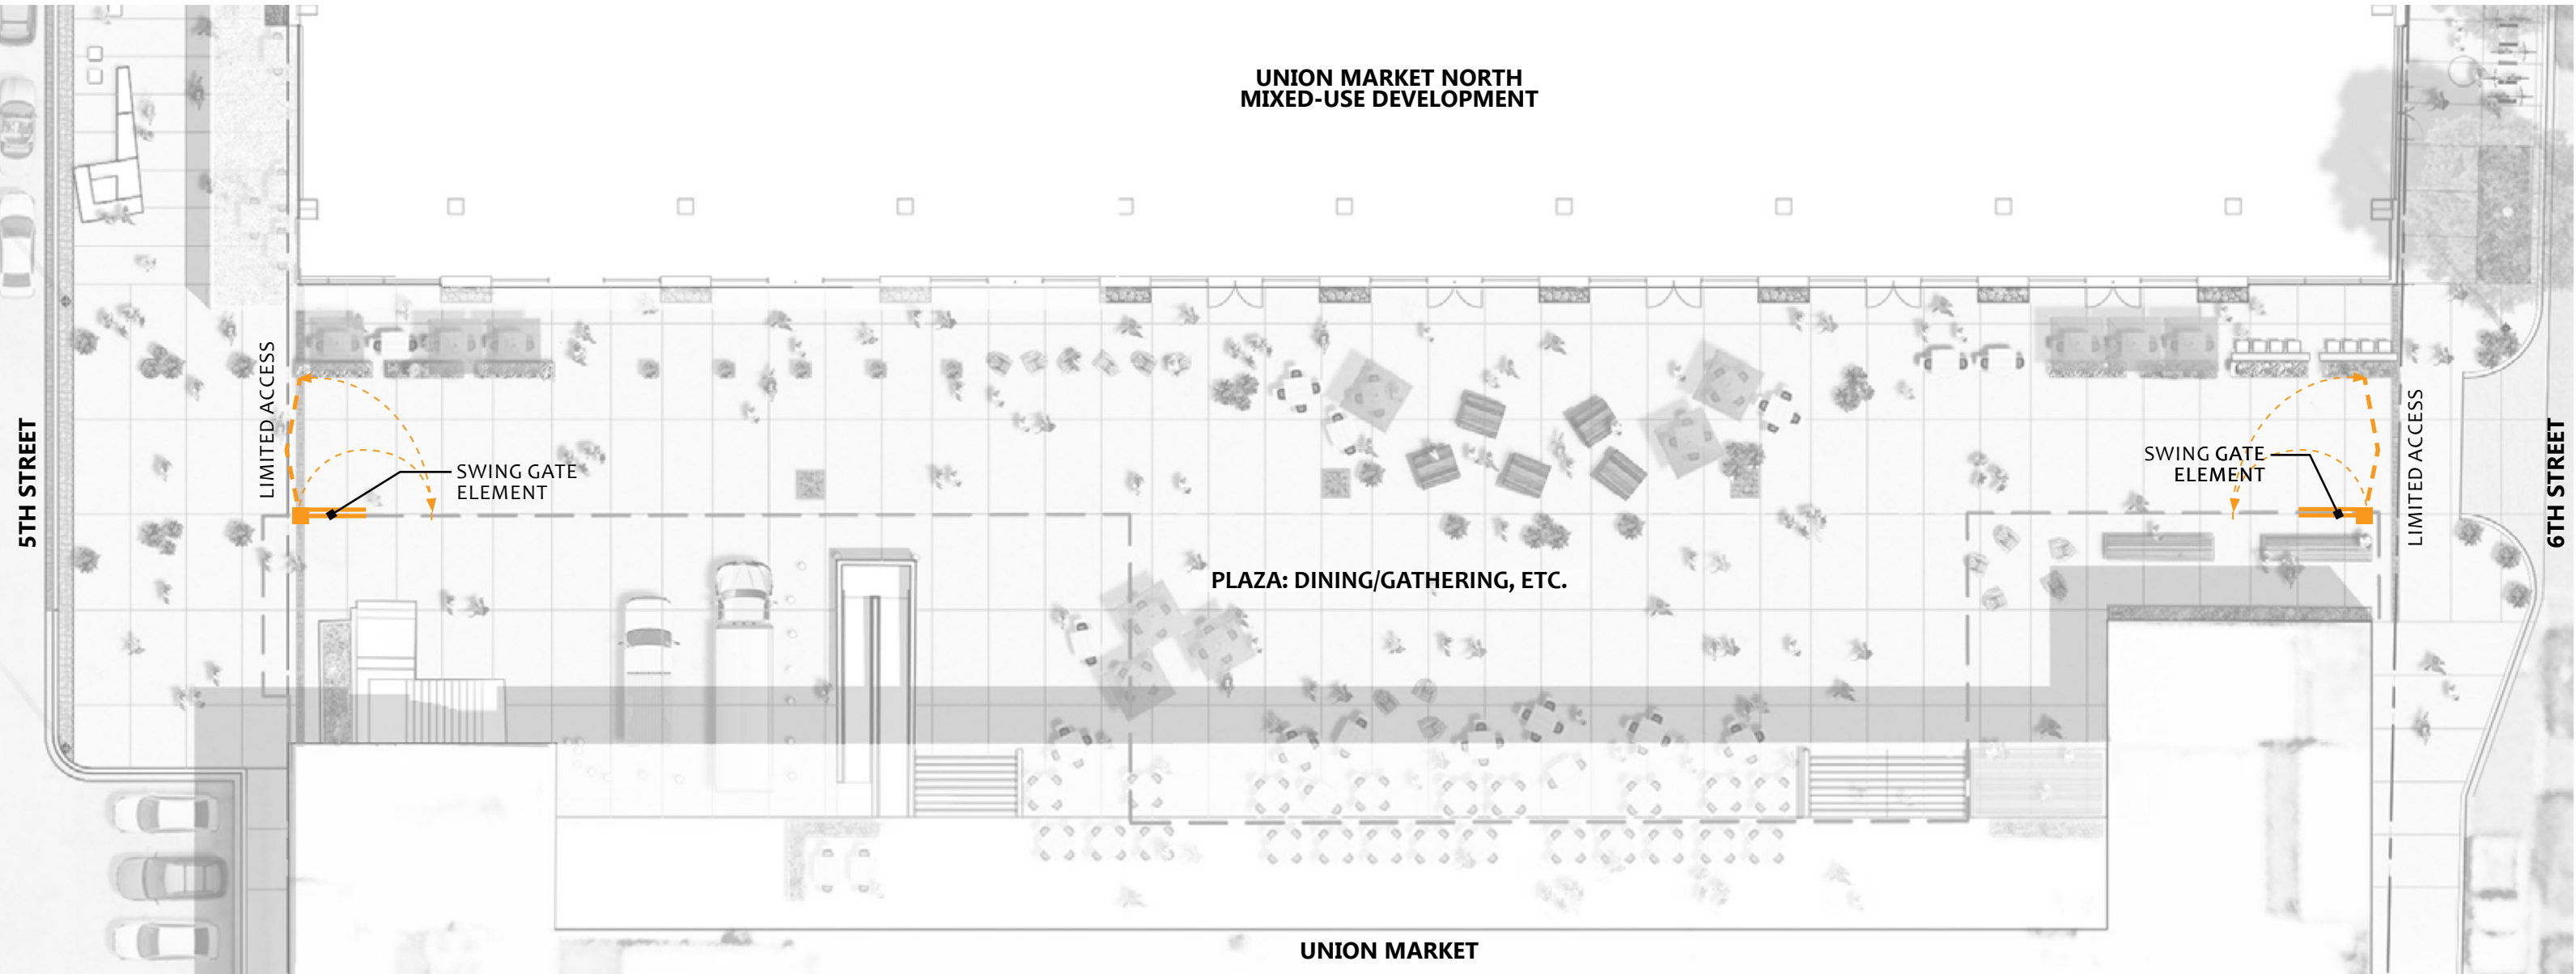 UNION MARKET NORTH
MIXED-USE DEVELOPMENT
5TH STREET
LIMITED ACCESS
SWING GATE
ELEMENT
SWING GATE
ELEMENT
LIMITED ACCESS
6TH STREET
PLAZA: DINING/GATHERING, ETC.
UNION MARKET